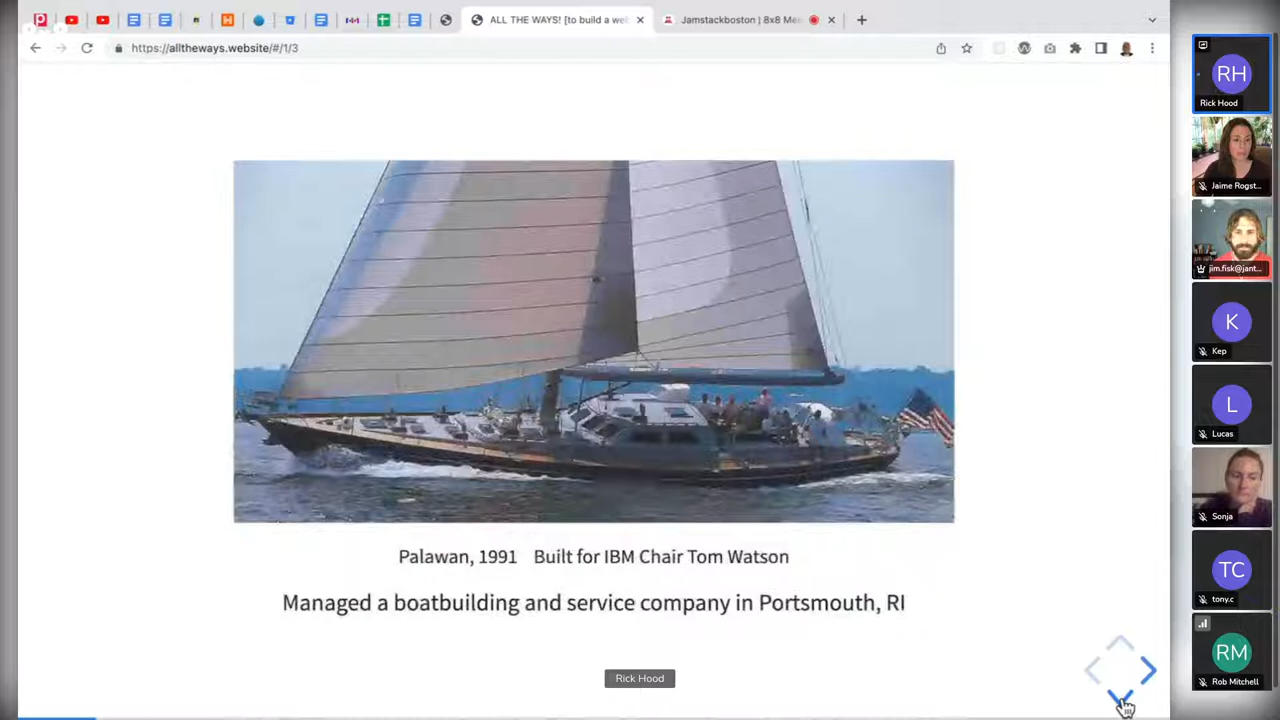 ALL THE WAYS! [to build a we
Jamstackboston | 8x8 Mee
https://alltheways.website/#/1/3
Palawan, 1991 Built for IBM Chair Tom Watson
Managed a boatbuilding and service company in Portsmouth, RI
Rick Hood
RH
Rick Hood
Jaime Rogst...
jim.fisk@jant...
K
Kep
L
Lucas
Sonja
TC
tony.c
RM
Rob Mitchell